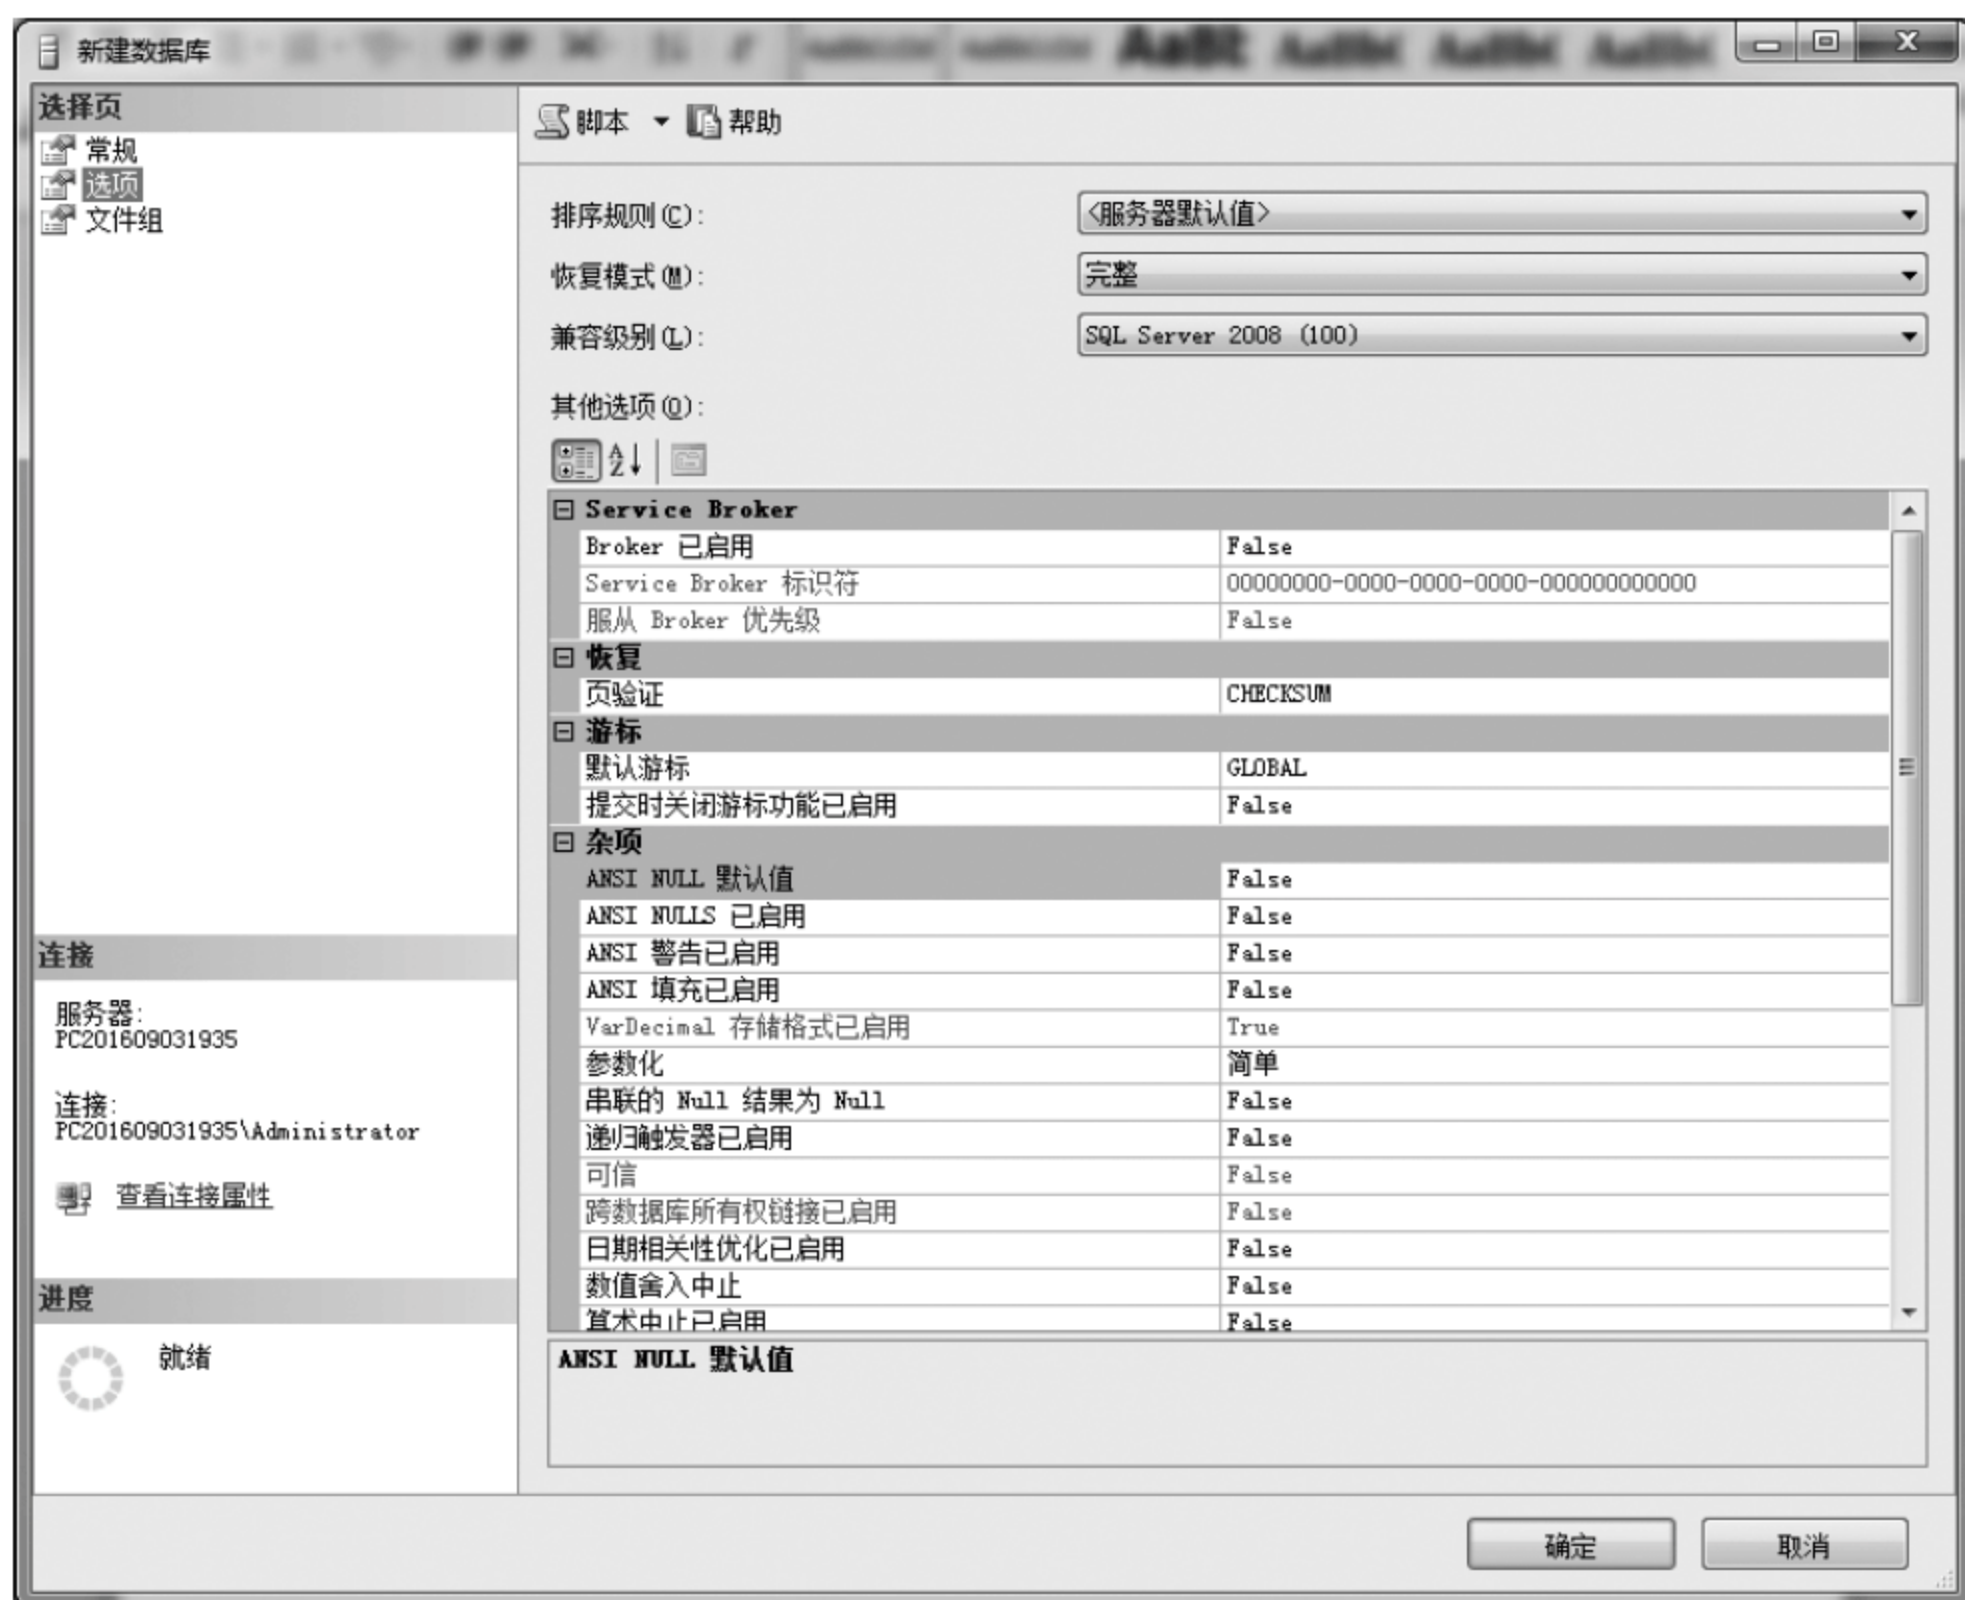 新建数据库
选择页
常规
选项
文件组
脚本 帮助
排序规则(C): <服务器默认值>
恢复模式(M): 完整
兼容级别(L): SQL Server 2008 (100)
其他选项(O):
Service Broker
Broker 已启用 False
Service Broker 标识符 00000000-0000-0000-0000-000000000000
服从 Broker 优先级 False
恢复
页验证 CHECKSUM
游标
默认游标 GLOBAL
提交时关闭游标功能已启用 False
杂项
ANSI NULL 默认值 False
ANSI NULLS 已启用 False
ANSI 警告已启用 False
ANSI 填充已启用 False
VarDecimal 存储格式已启用 True
参数化 简单
串联的 Null 结果为 Null False
递归触发器已启用 False
可信 False
跨数据库所有权链接已启用 False
日期相关性优化已启用 False
数值舍入中止 False
算术中止已启用 False
ANSI NULL 默认值
连接
服务器:
PC201609031935
连接:
PC201609031935\Administrator
查看连接属性
进度
就绪
确定 取消